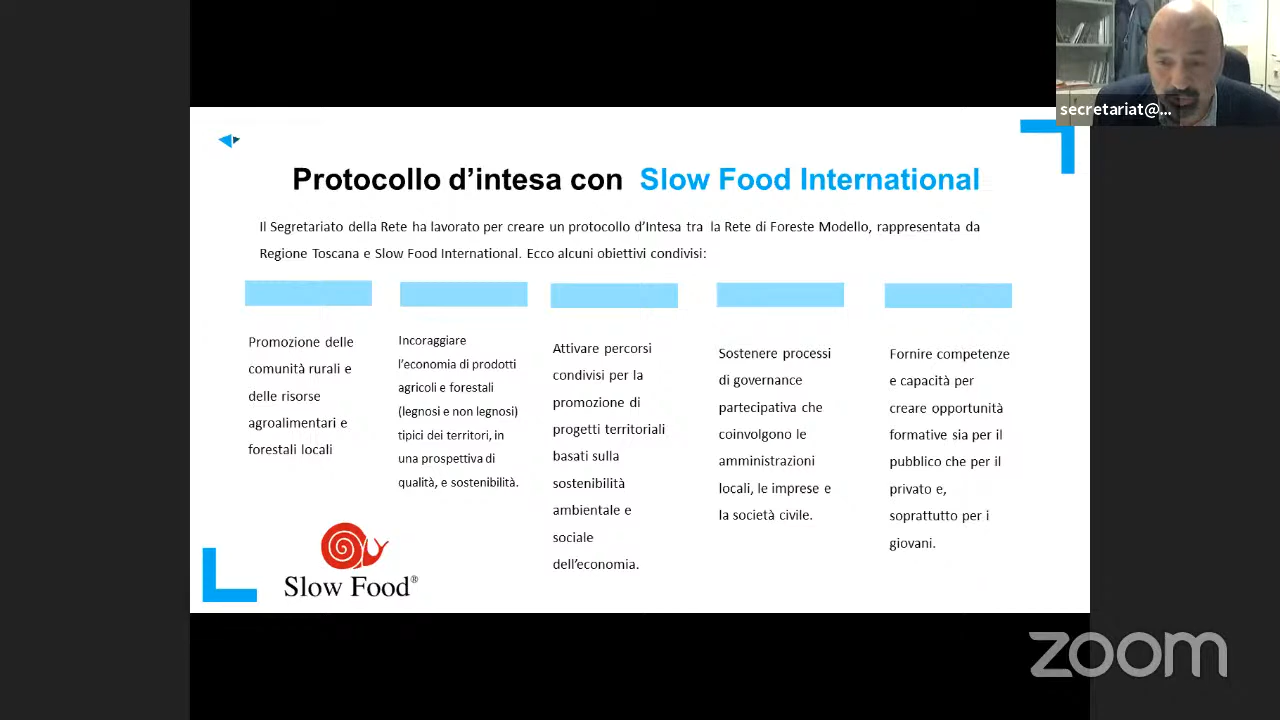 secretariat@...
Protocollo d'intesa con Slow Food International
Il Segretariato della Rete ha lavorato per creare un protocollo d'Intesa tra la Rete di Foreste Modello, rappresentata da
Regione Toscana e Slow Food International. Ecco alcuni obiettivi condivisi:
Promozione delle
comunità rurali e
delle risorse
agroalimentari e
forestali locali
Incoraggiare
l'economia di prodotti
agricoli e forestali
(legnosi e non legnosi)
tipici dei territori, in
una prospettiva di
qualità, e sostenibilità.
Attivare percorsi
condivisi per la
promozione di
progetti territoriali
basati sulla
sostenibilità
ambientale e
sociale
dell'economia.
Sostenere processi
di governance
partecipativa che
coinvolgono le
amministrazioni
locali, le imprese e
la società civile.
Fornire competenze
e capacità per
creare opportunità
formative sia per il
pubblico che per il
privato e,
soprattutto per i
giovani.
Slow Food®
zoom